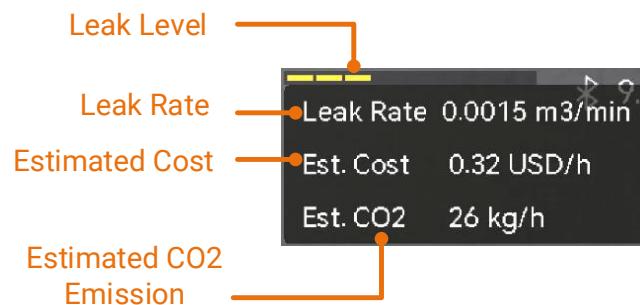 Leak Level
9.
Leak Rate
Leak Rate 0.0015 m3/min
Estimated Cost
Est. Cost 0.32 USD/h
Est. CO2 26 kg/h
Estimated CO2
Emission